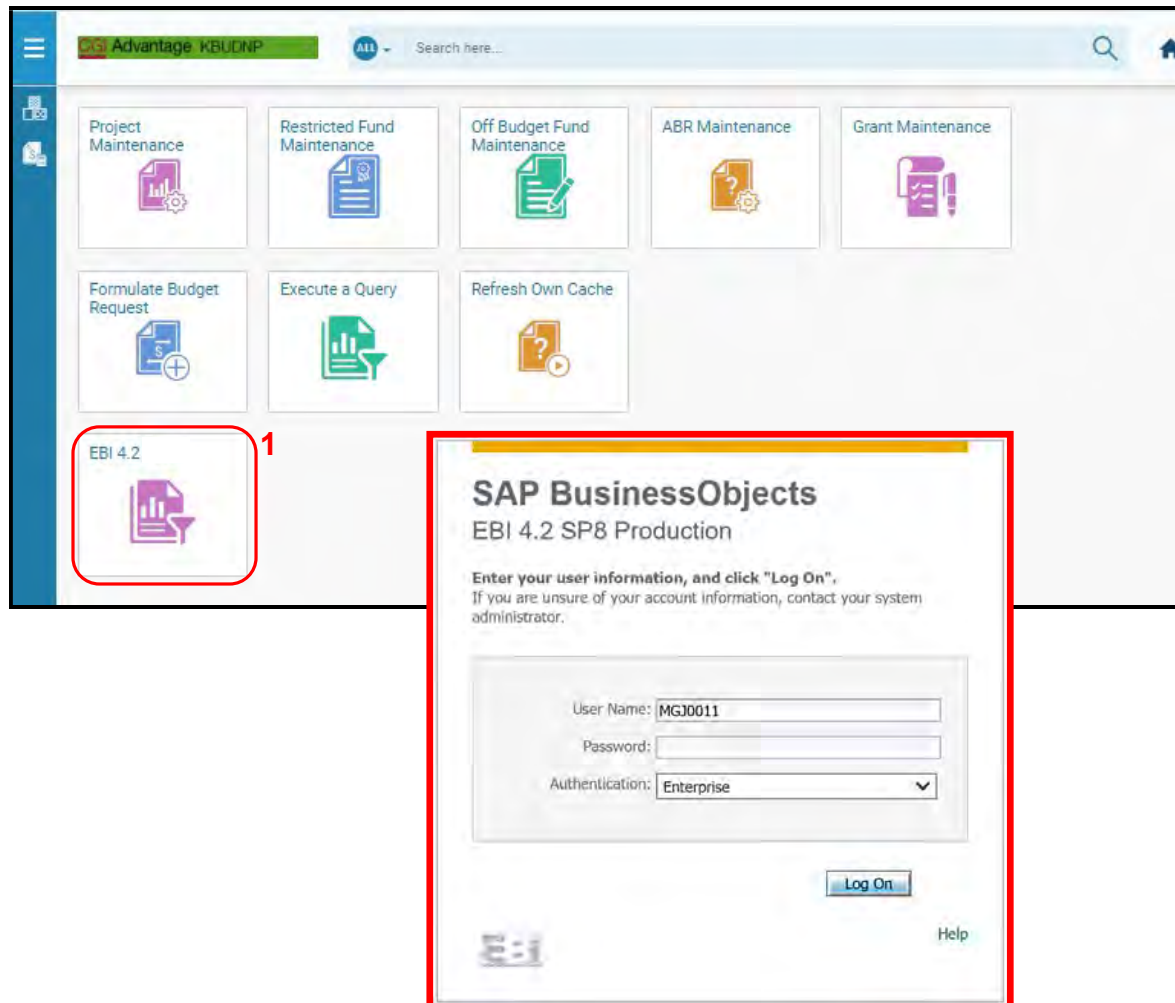 CGI Advantage KBUDNP
ALL
Search here...
Project
Maintenance
Restricted Fund
Maintenance
Off Budget Fund
Maintenance
ABR Maintenance
Grant Maintenance
Formulate Budget
Request
Execute a Query
Refresh Own Cache
EBI 4.2
1
SAP BusinessObjects
EBI 4.2 SP8 Production
Enter your user information, and click "Log On".
If you are unsure of your account information, contact your system
administrator.
User Name: MGJ0011
Password:
Authentication: Enterprise
Log On
Help
E:i